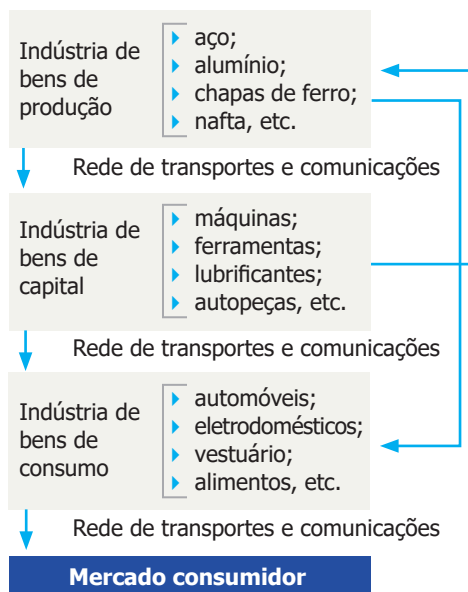 Indústria de
bens de
produção
aço;
alumínio;
chapas de ferro;
nafta, etc.
Rede de transportes e comunicações
Indústria de
bens de
capital
máquinas;
ferramentas;
lubrificantes;
autopeças, etc.
Rede de transportes e comunicações
Indústria de
bens de
consumo
automóveis;
eletrodomésticos;
vestuário;
alimentos, etc.
Rede de transportes e comunicações
Mercado consumidor